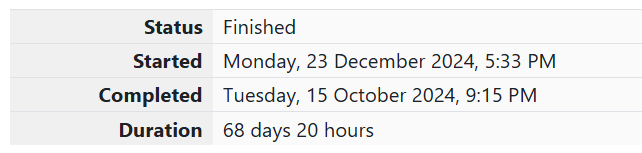 Status Finished
Started Monday, 23 December 2024, 5:33 PM
Completed Tuesday, 15 October 2024, 9:15 PM
Duration 68 days 20 hours